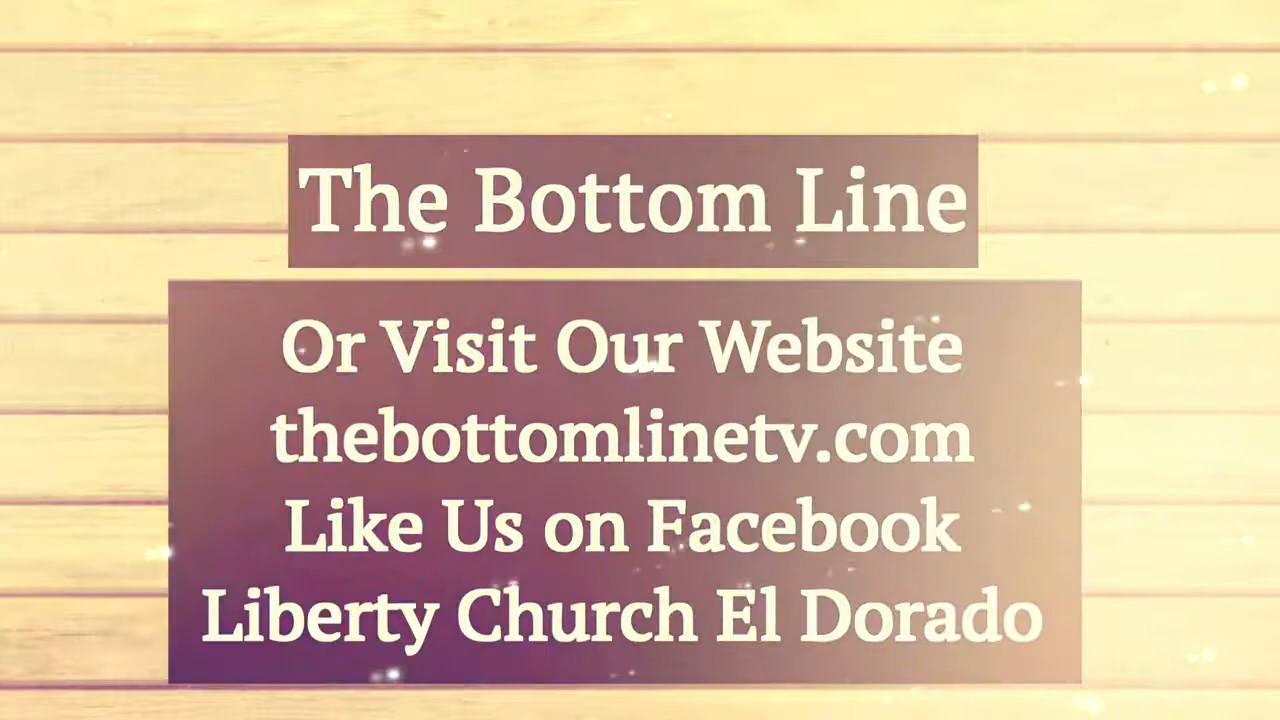 The Bottom Line
Or Visit Our Website
thebottomlinetv.com
Like Us on Facebook
Liberty Church El Dorado